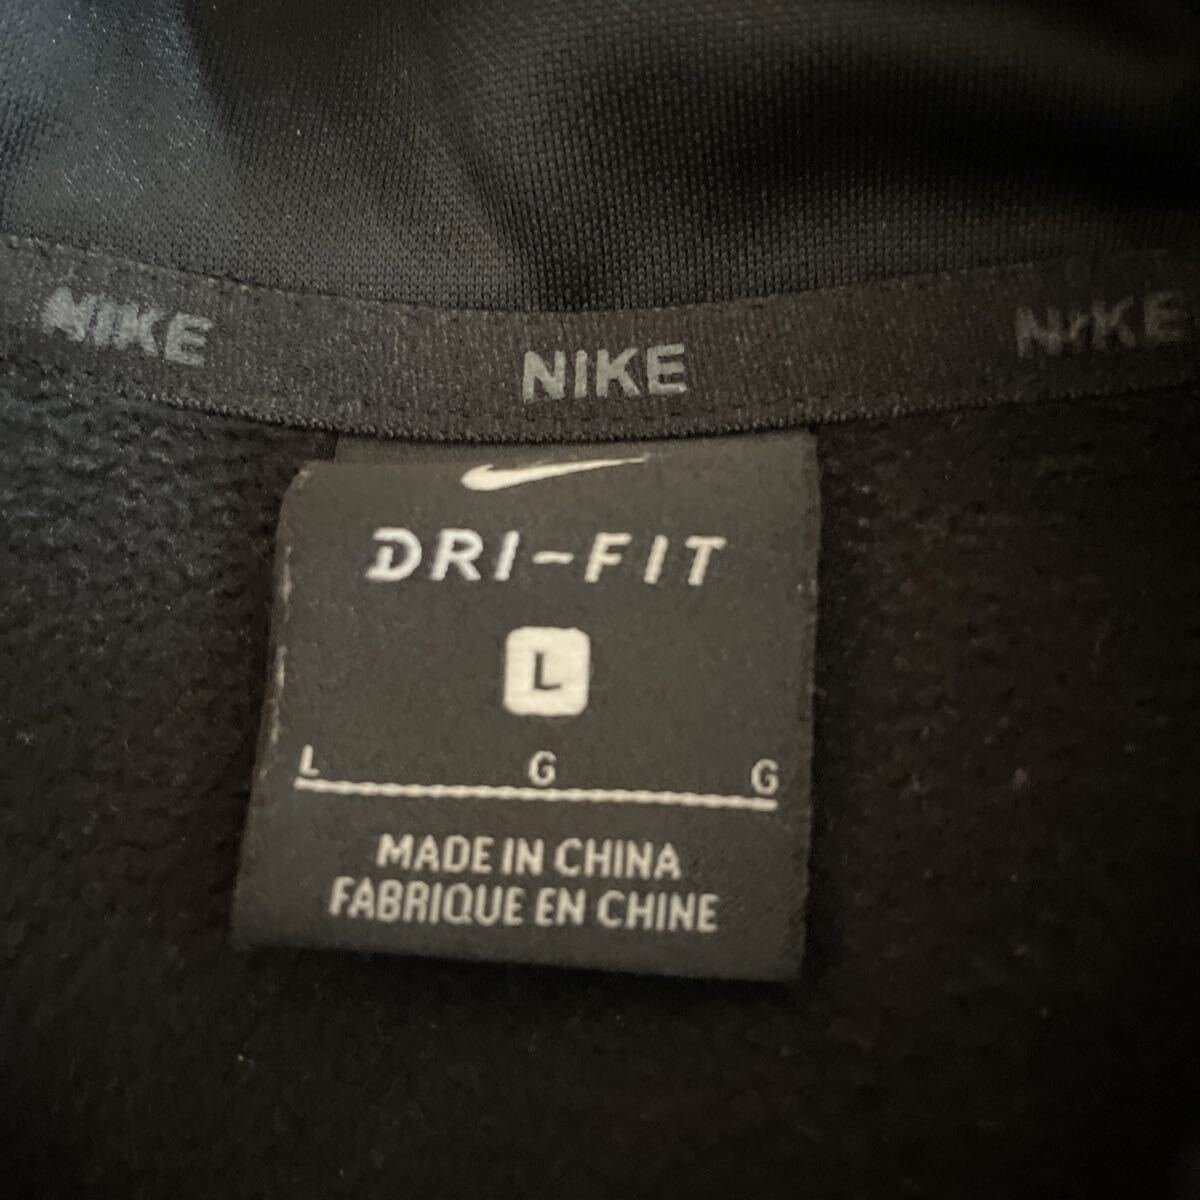 NIKE NIKE NIKE
DRI-FIT
L
L G G
MADE IN CHINA
FABRIQUE EN CHINE